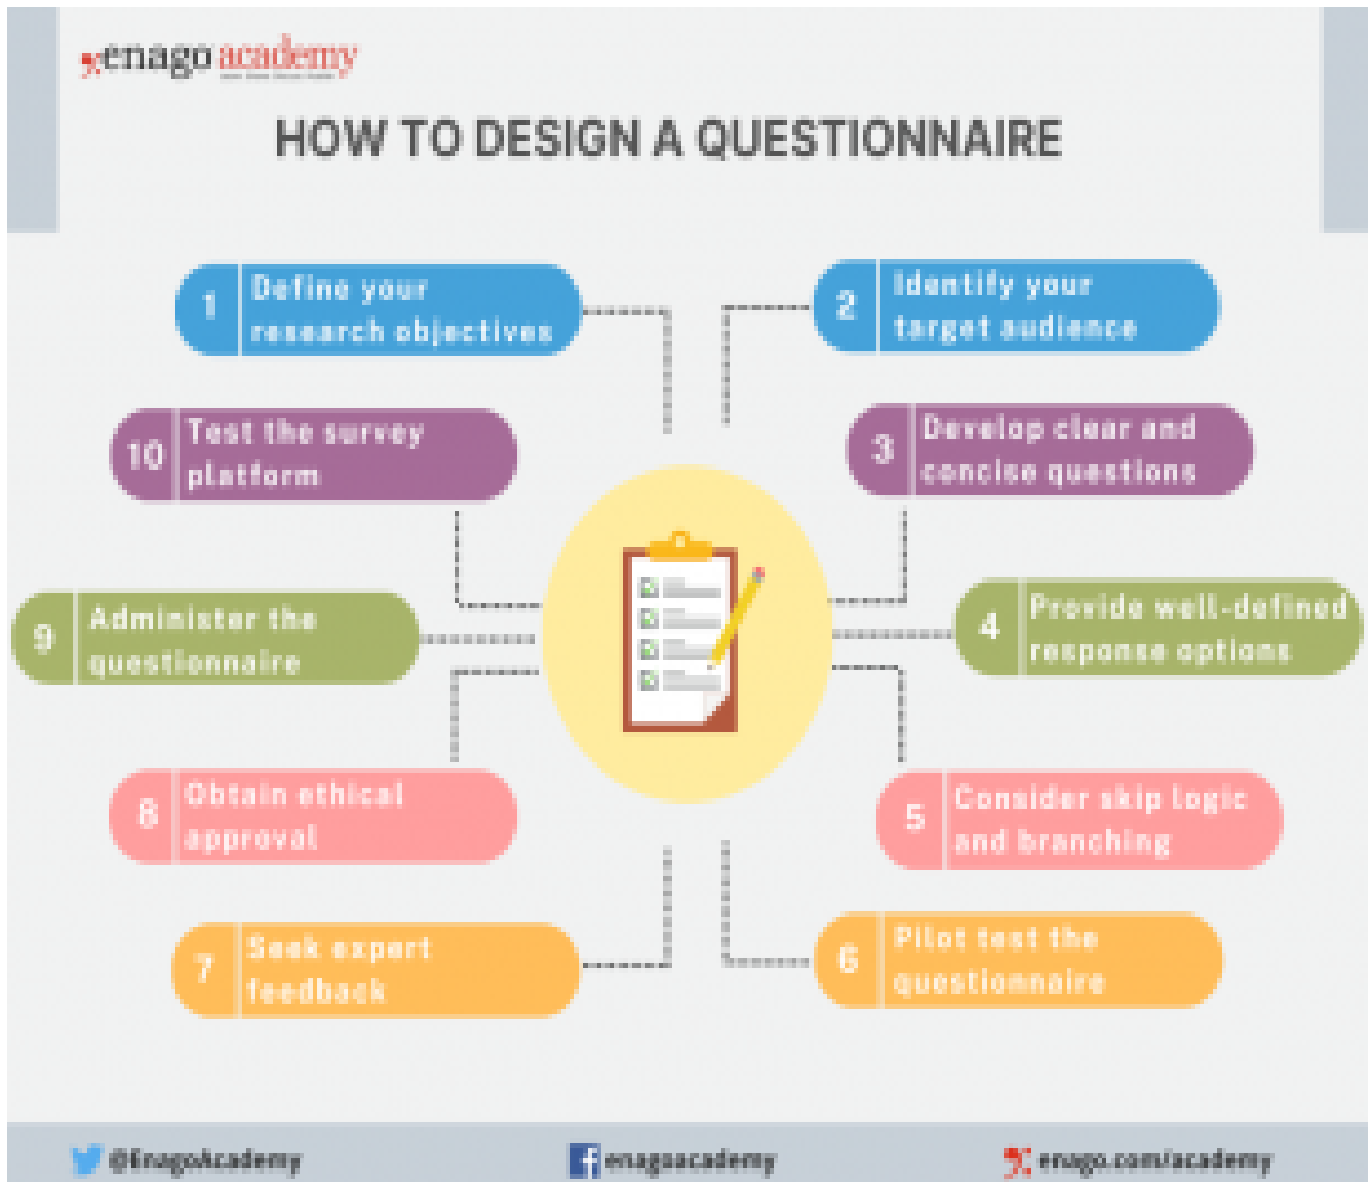 enago academy
HOW TO DESIGN A QUESTIONNAIRE
1
Define your
research objectives
2
Identify your
target audience
3
Develop clear and
concise questions
4
Provide well-defined
response options
5
Consider skip logic
and branching
6
Pilot test the
questionnaire
7
Seek expert
feedback
8
Obtain ethical
approval
9
Administer the
questionnaire
10
Test the survey
platform
@EnagoAcademy
enagoacademy
enago.com/academy